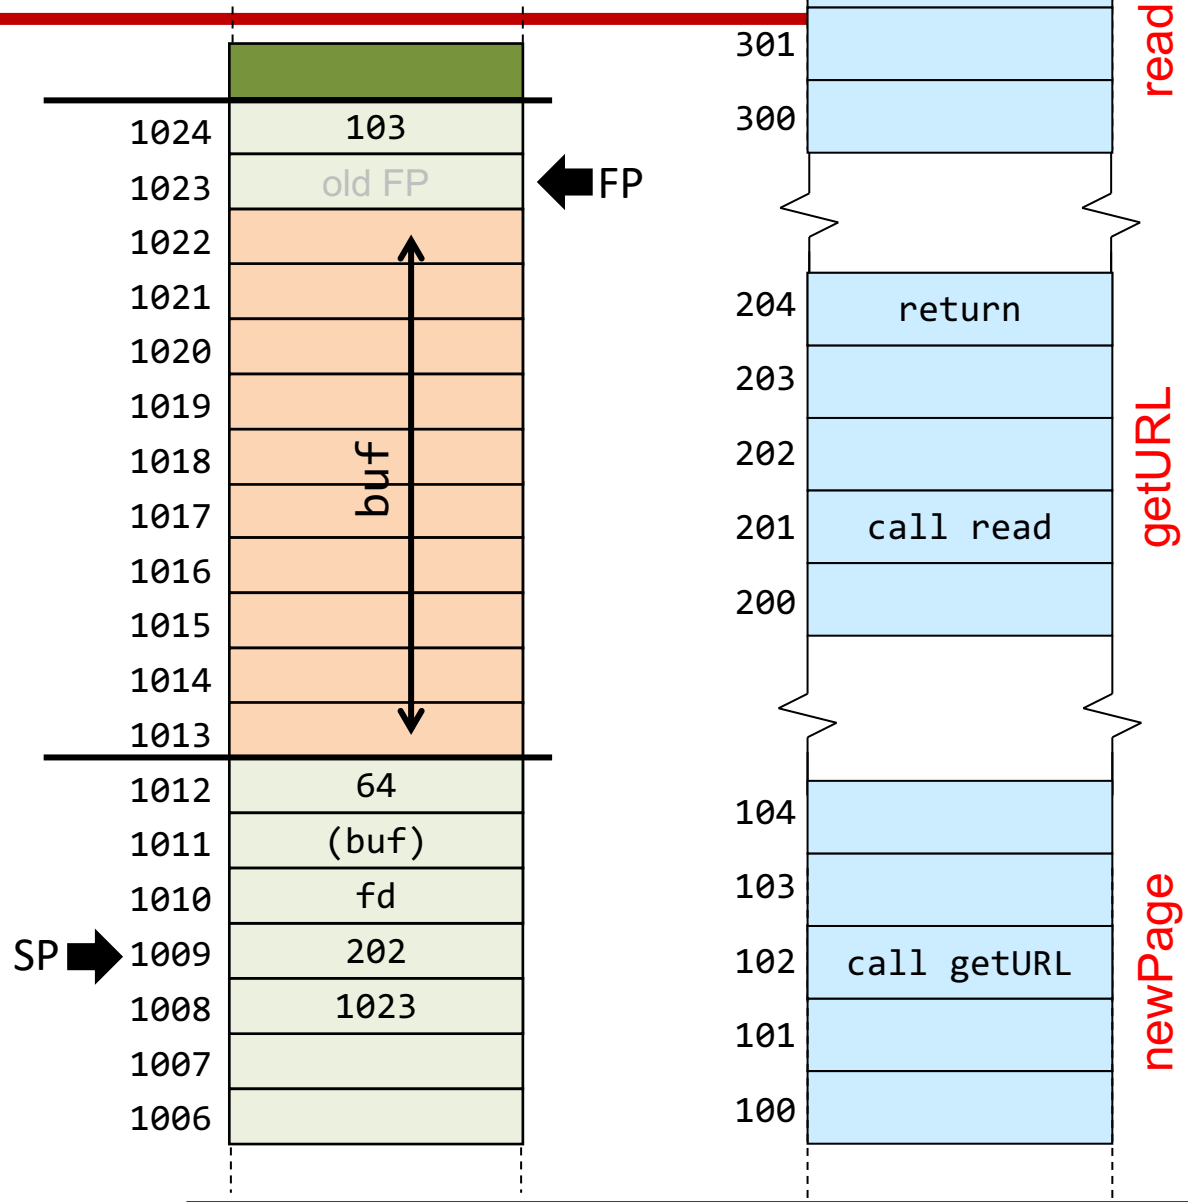 1024 103
1023 old FP FP
1022
1021
1020
1019
1018
1017
1016
1015
1014
1013
buf
1012 64
1011 (buf)
1010 fd
SP 1009 202
1008 1023
1007
1006
301
300
read
204 return
203
202
201 call read
200
getURL
104
103
102 call getURL
101
100
newPage